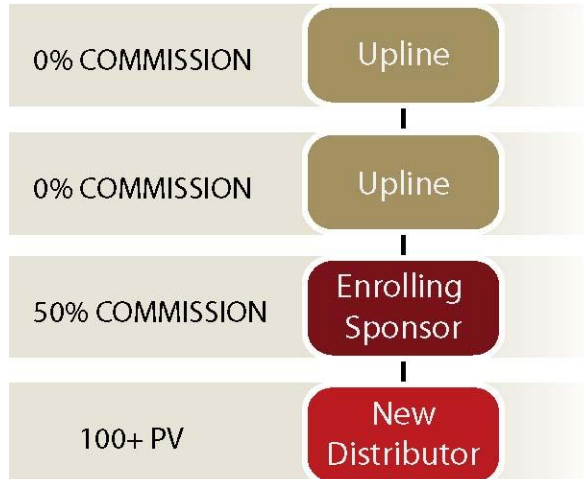 0% COMMISSION
Upline
0% COMMISSION
Upline
50% COMMISSION
Enrolling
Sponsor
100+ PV
New
Distributor